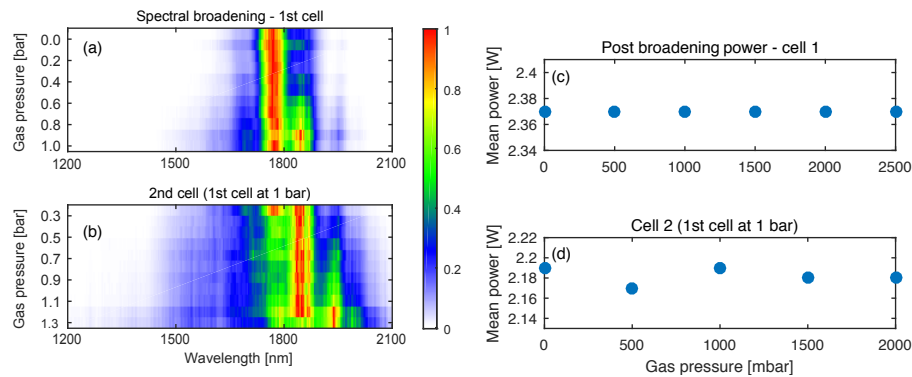 Spectral broadening - 1st cell
(a)
Gas pressure [bar]
0.0
0.2
0.4
0.6
0.8
1.0
1200 1500 1800 2100
2nd cell (1st cell at 1 bar)
(b)
Gas pressure [bar]
0.3
0.5
0.7
0.9
1.1
1.3
1200 1500 1800 2100
Wavelength [nm]
1
0.8
0.6
0.4
0.2
0
Post broadening power - cell 1
(c)
Mean power [W]
2.4
2.38
2.36
2.34
0 500 1000 1500 2000 2500
Cell 2 (1st cell at 1 bar)
(d)
Mean power [W]
2.22
2.2
2.18
2.16
2.14
0 500 1000 1500 2000
Gas pressure [mbar]